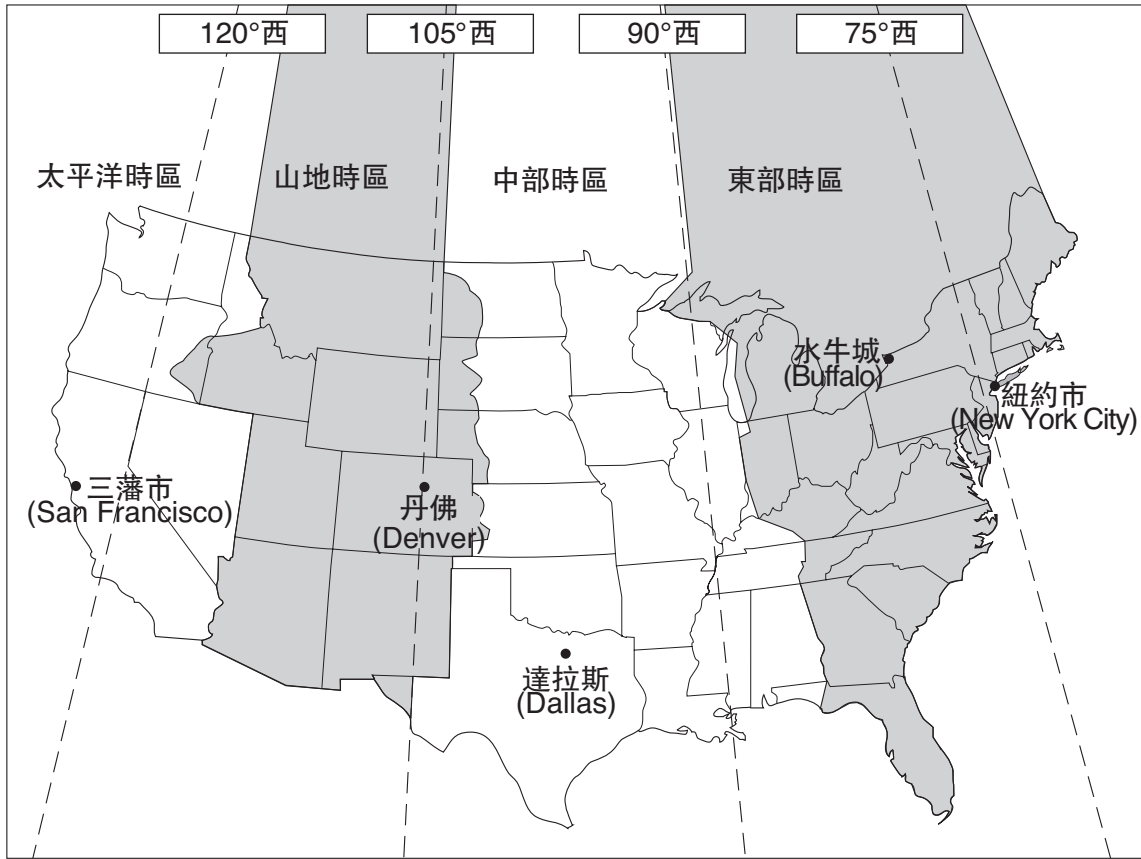 120°西
105°西
90°西
75°西
太平洋時區
山地時區
中部時區
東部時區
水牛城
(Buffalo)
紐約市
(New York City)
三藩市
(San Francisco)
丹佛
(Denver)
達拉斯
(Dallas)